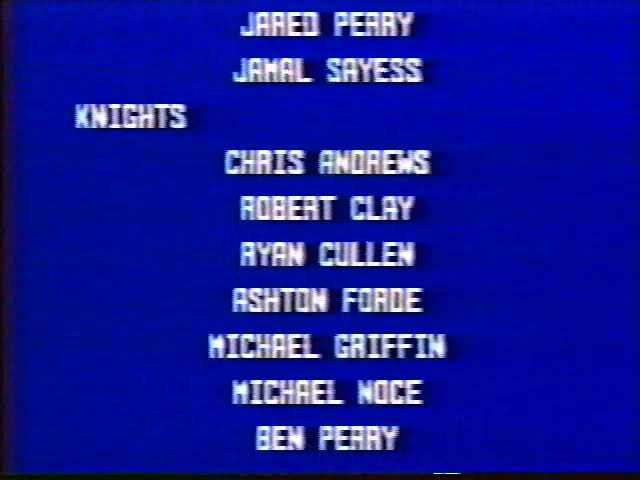 JARED PERRY
JAMAL SAYESS
KNIGHTS
CHRIS ANDREWS
ROBERT CLAY
RYAN CULLEN
ASHTON FORDE
MICHAEL GRIFFIN
MICHAEL NOCE
BEN PERRY